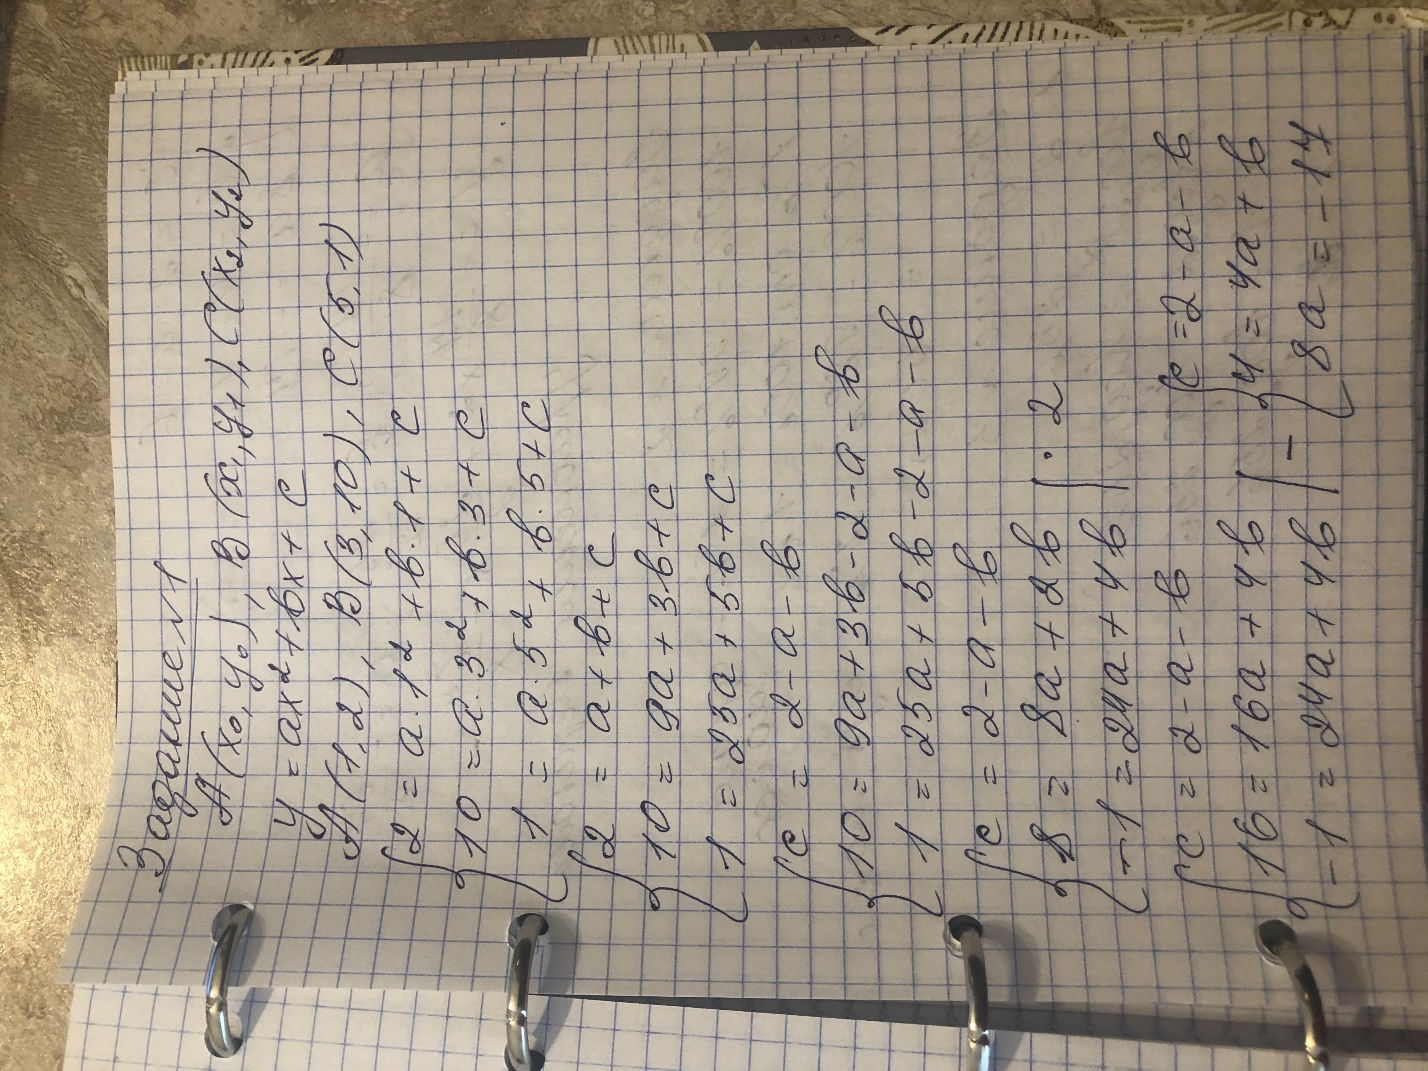 Задание №1
A(x₀, y₀), B(x₁, y₁), C(x₂, y₂)
y = ax² + bx + c
A(1, 2), B(3, 10), C(5, 1)
{ 2 = a · 1² + b · 1 + c
10 = a · 3² + b · 3 + c
1 = a · 5² + b · 5 + c
{ 2 = a + b + c
10 = 9a + 3b + c
1 = 25a + 5b + c
{ c = 2 - a - b
10 = 9a + 3b - 2 - a - b
1 = 25a + 5b - 2 - a - b
{ c = 2 - a - b
8 = 8a + 2b | · 2
-1 = 24a + 4b
{ c = 2 - a - b
16 = 16a + 4b
-1 = 24a + 4b | -
{ c = 2 - a - b
4 = 4a + b
8a = -17